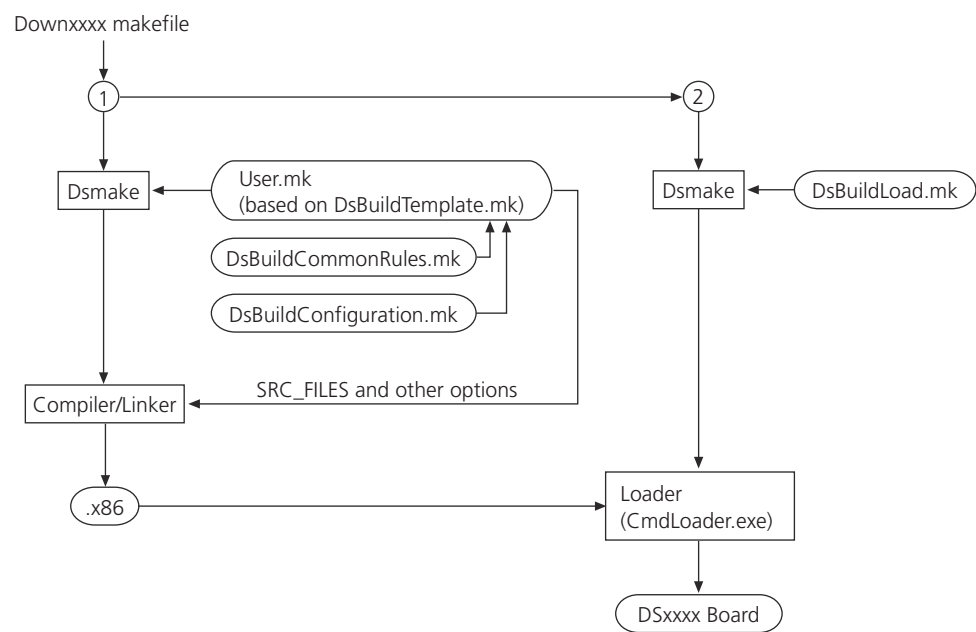 Downxxxx makefile
1
2
Dsmake
User.mk
(based on DsBuildTemplate.mk)
Dsmake
DsBuildLoad.mk
DsBuildCommonRules.mk
DsBuildConfiguration.mk
SRC_FILES and other options
Compiler/Linker
.x86
Loader
(CmdLoader.exe)
DSxxxx Board